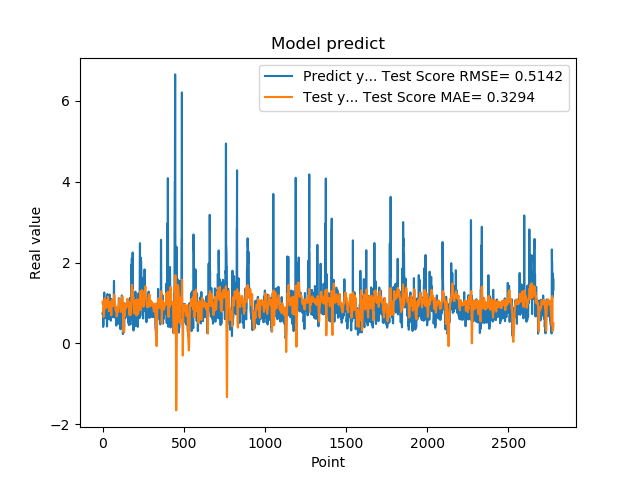 Model predict
Predict y... Test Score RMSE= 0.5142
Test y... Test Score MAE= 0.3294
6
4
2
0
−2
Real value
0 500 1000 1500 2000 2500
Point